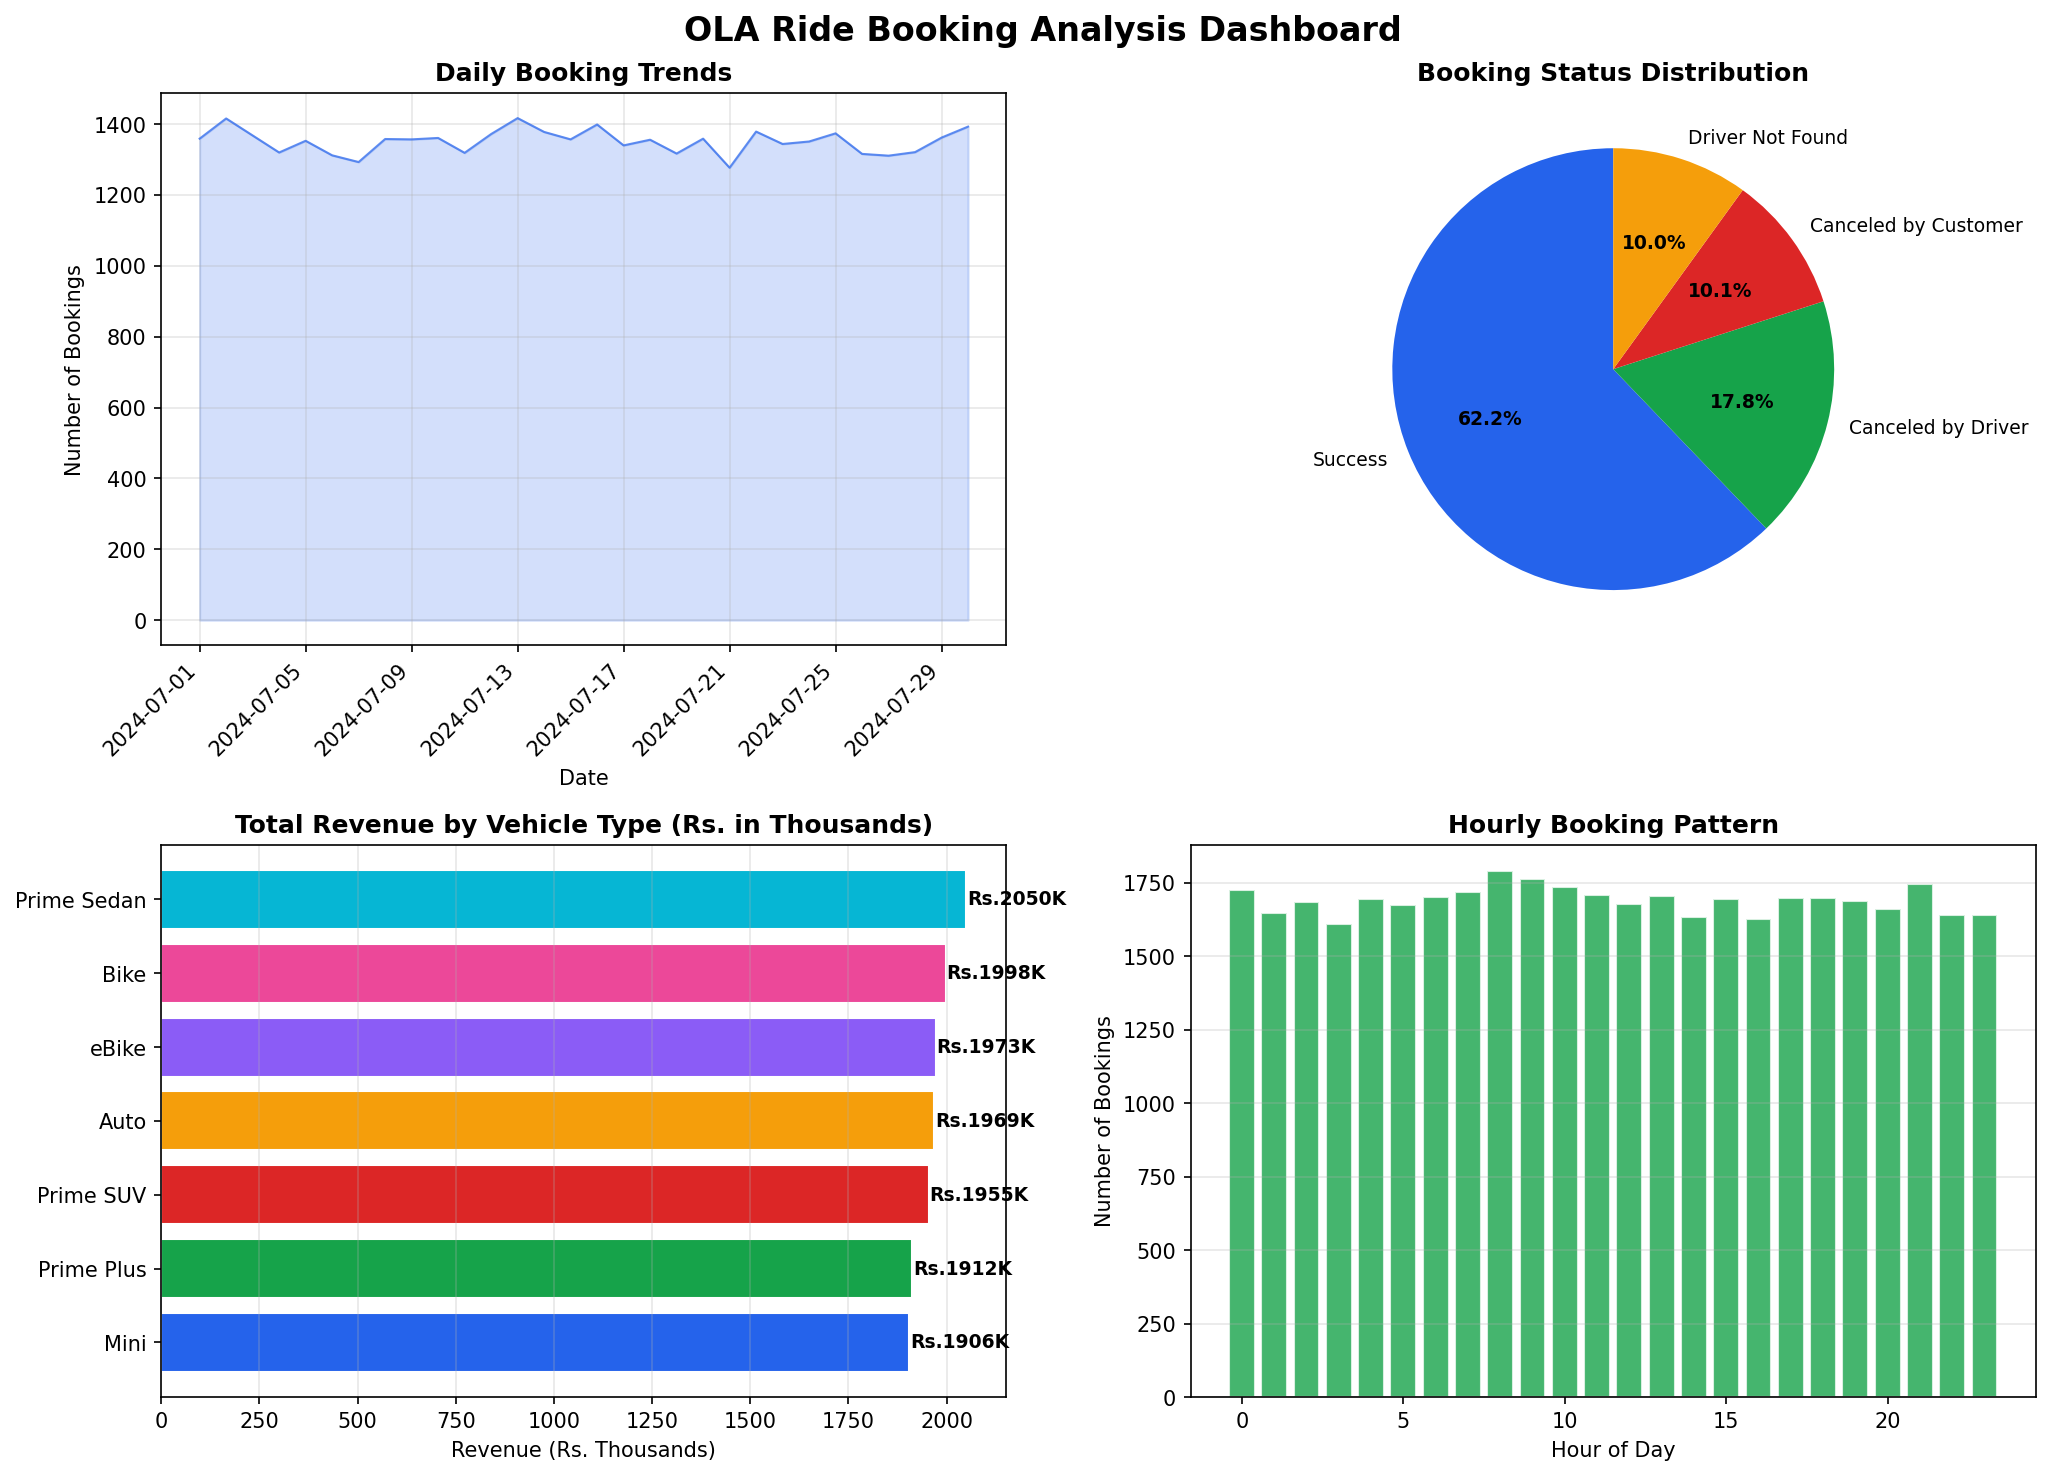 OLA Ride Booking Analysis Dashboard
Daily Booking Trends
Number of Bookings
1400
1200
1000
800
600
400
200
0
2024-07-01
2024-07-05
2024-07-09
2024-07-13
2024-07-17
2024-07-21
2024-07-25
2024-07-29
Date
Booking Status Distribution
Driver Not Found
Canceled by Customer
10.0%
10.1%
17.8%
62.2%
Canceled by Driver
Success
Total Revenue by Vehicle Type (Rs. in Thousands)
Prime Sedan
Rs.2050K
Bike
Rs.1998K
eBike
Rs.1973K
Auto
Rs.1969K
Prime SUV
Rs.1955K
Prime Plus
Rs.1912K
Mini
Rs.1906K
0 250 500 750 1000 1250 1500 1750 2000
Revenue (Rs. Thousands)
Hourly Booking Pattern
Number of Bookings
1750
1500
1250
1000
750
500
250
0
0 5 10 15 20
Hour of Day